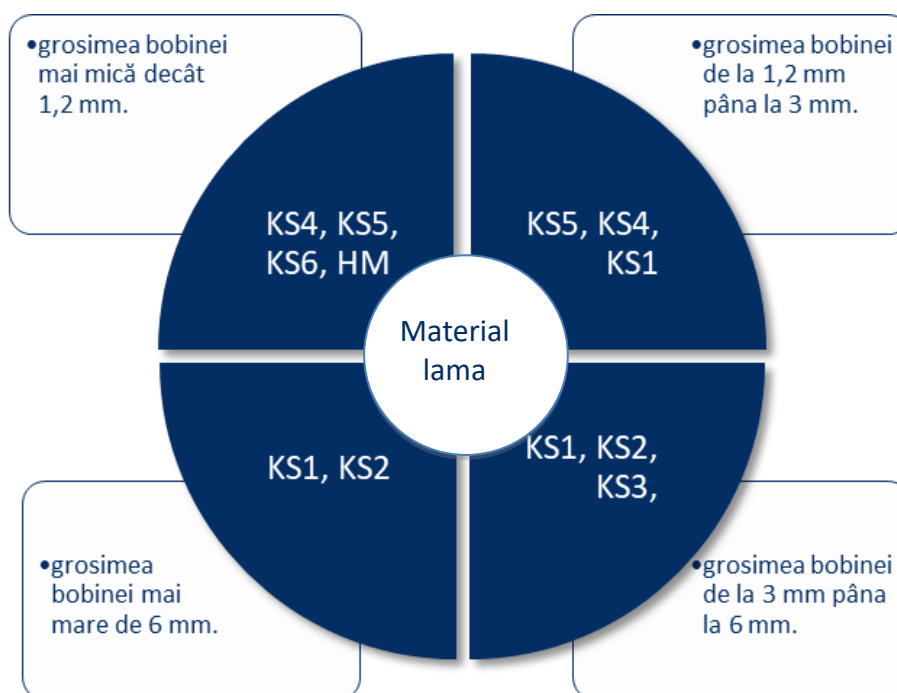 •grosimea bobinei
mai mică decât
1,2 mm.
•grosimea bobinei
de la 1,2 mm
pâna la 3 mm.
KS4, KS5,
KS6, HM
KS5, KS4,
KS1
Material
lama
KS1, KS2
KS1, KS2,
KS3,
•grosimea
bobinei mai
mare de 6 mm.
•grosimea bobinei
de la 3 mm pâna
la 6 mm.